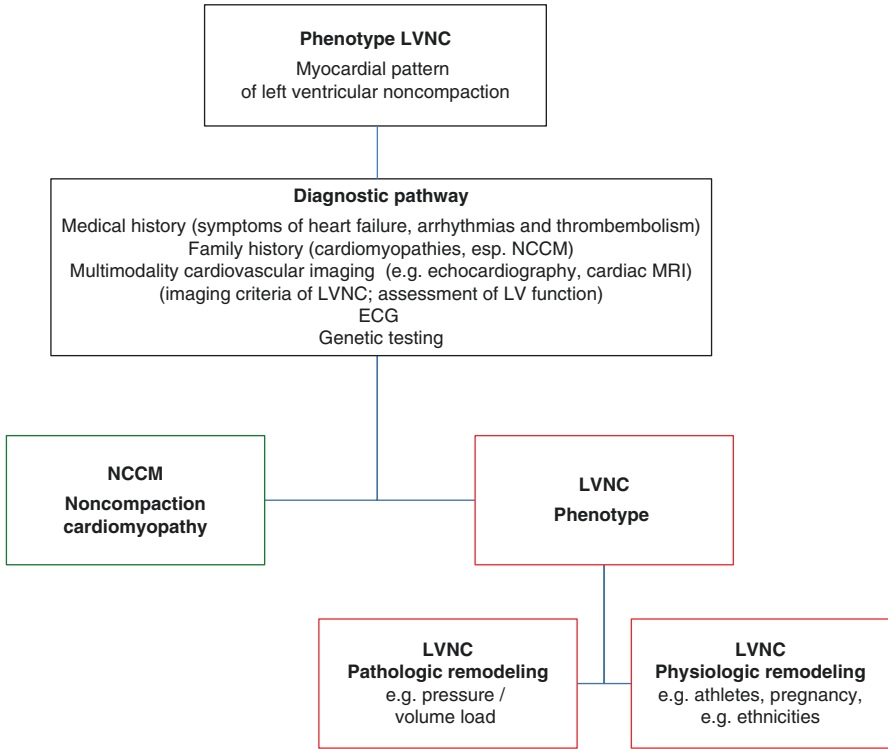 Phenotype LVNC
Myocardial pattern
of left ventricular noncompaction
Diagnostic pathway
Medical history (symptoms of heart failure, arrhythmias and thrombembolism)
Family history (cardiomyopathies, esp. NCCM)
Multimodality cardiovascular imaging (e.g. echocardiography, cardiac MRI)
(imaging criteria of LVNC; assessment of LV function)
ECG
Genetic testing
NCCM
Noncompaction
cardiomyopathy
LVNC
Phenotype
LVNC
Pathologic remodeling
e.g. pressure /
volume load
LVNC
Physiologic remodeling
e.g. athletes, pregnancy,
e.g. ethnicities